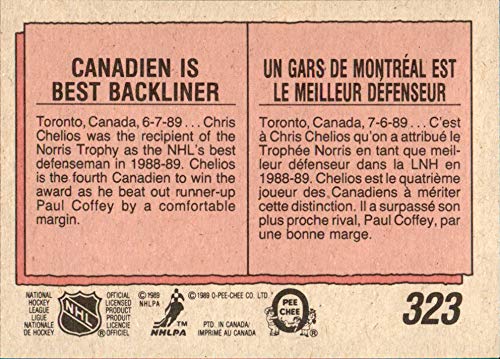 CANADIEN IS
BEST BACKLINER
Toronto, Canada, 6-7-89 ... Chris
Chelios was the recipient of the
Norris Trophy as the NHL's best
defenseman in 1988-89. Chelios
is the fourth Canadien to win
the award as he beat out runner-up
Paul Coffey by a comfortable
margin.
UN GARS DE MONTRÉAL EST
LE MEILLEUR DÉFENSEUR
Toronto, Canada, 7-6-89 ... C'est
à Chris Chelios qu'on a attribué le
Trophée Norris en tant que meil-
leur défenseur dans la LNH en
1988-89. Chelios est le quatrième
joueur des Canadiens à mériter
cette distinction. Il a surpassé son
plus proche rival, Paul Coffey, par
une bonne marge.
NATIONAL
HOCKEY
LEAGUE
LIGUE
NATIONALE
DE HOCKEY
NHL
OFFICIAL
LICENSED
PRODUCT
PRODUIT
LICENCIÉ
OFFICIEL
©1989
NHLPA
NHLPA™
© 1989 O-PEE-CHEE CO. LTD.
PTD. IN CANADA/
IMPRIMÉ AU CANADA
O
PEE
CHEE
®
323